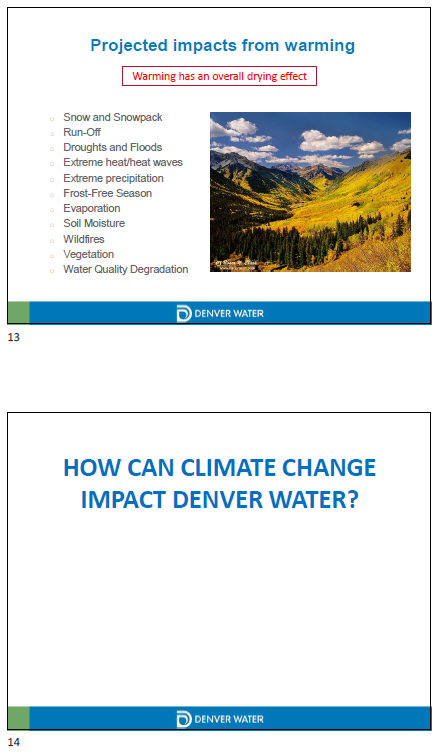 Projected impacts from warming
Warming has an overall drying effect
Snow and Snowpack
Run-Off
Droughts and Floods
Extreme heat/heat waves
Extreme precipitation
Frost-Free Season
Evaporation
Soil Moisture
Wildfires
Vegetation
Water Quality Degradation
DENVER WATER
13
HOW CAN CLIMATE CHANGE
IMPACT DENVER WATER?
DENVER WATER
14